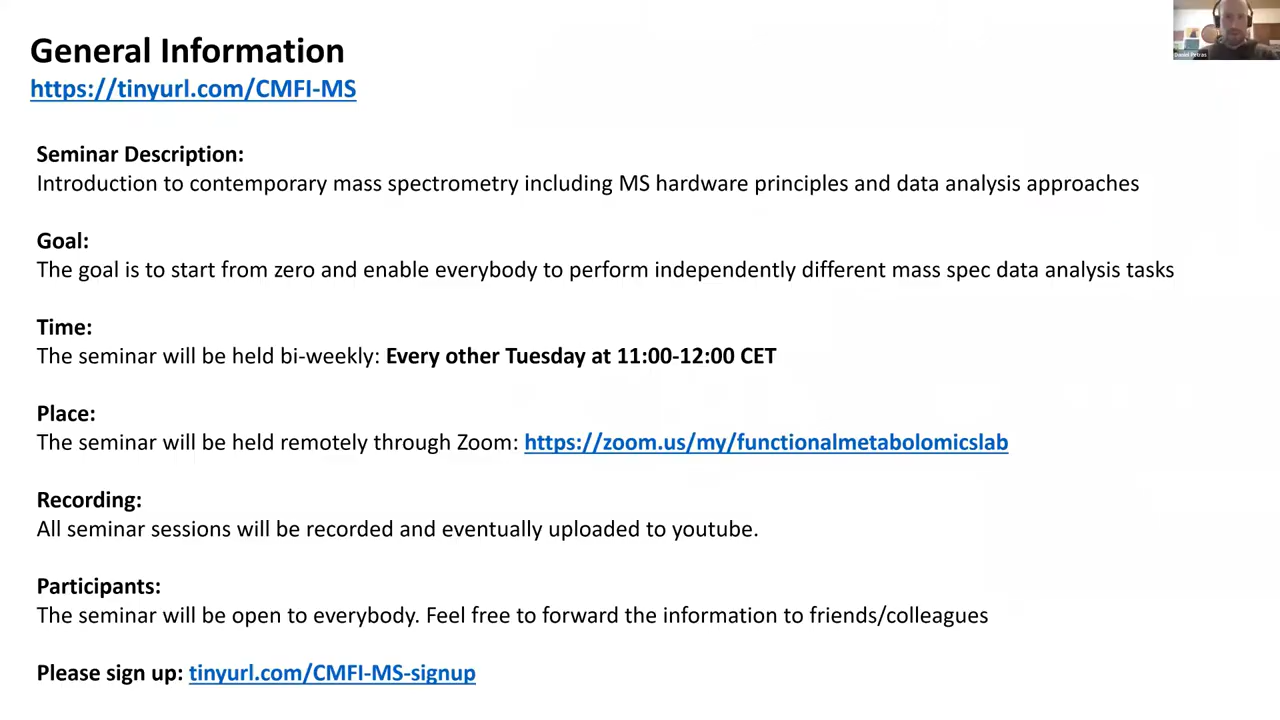 General Information
https://tinyurl.com/CMFI-MS
Daniel Petras
Seminar Description:
Introduction to contemporary mass spectrometry including MS hardware principles and data analysis approaches
Goal:
The goal is to start from zero and enable everybody to perform independently different mass spec data analysis tasks
Time:
The seminar will be held bi-weekly: Every other Tuesday at 11:00-12:00 CET
Place:
The seminar will be held remotely through Zoom: https://zoom.us/my/functionalmetabolomicslab
Recording:
All seminar sessions will be recorded and eventually uploaded to youtube.
Participants:
The seminar will be open to everybody. Feel free to forward the information to friends/colleagues
Please sign up: tinyurl.com/CMFI-MS-signup